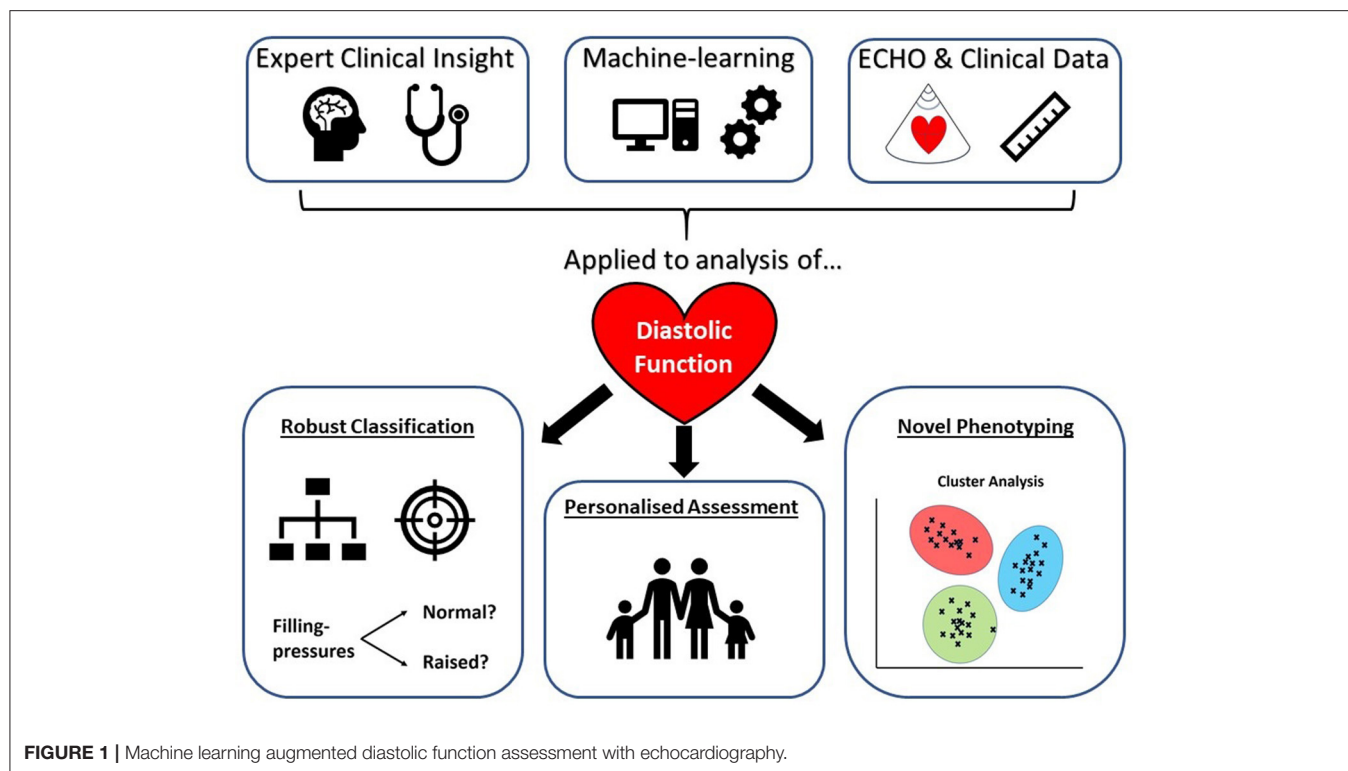 Expert Clinical Insight
Machine-learning
ECHO & Clinical Data
Applied to analysis of...
Diastolic
Function
Robust Classification
Filling-
pressures
Normal?
Raised?
Personalised Assessment
Novel Phenotyping
Cluster Analysis
FIGURE 1 | Machine learning augmented diastolic function assessment with echocardiography.